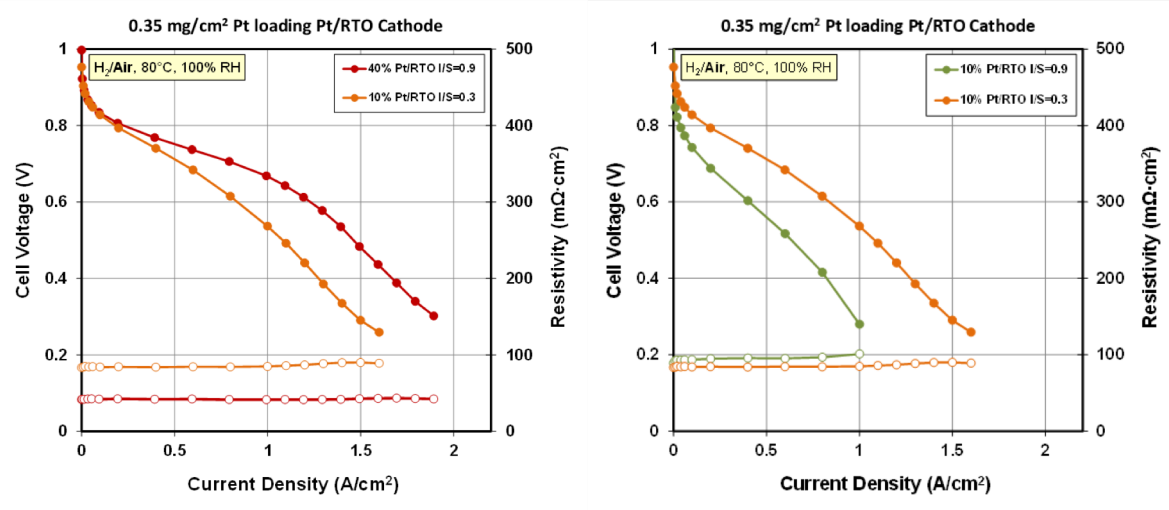 0.35 mg/cm² Pt loading Pt/RTO Cathode
H₂/Air, 80°C, 100% RH
40% Pt/RTO I/S=0.9
10% Pt/RTO I/S=0.3
Cell Voltage (V)
1
0.8
0.6
0.4
0.2
0
500
400
300
200
100
0
Resistivity (mΩ·cm²)
0
0.5
1
1.5
2
Current Density (A/cm²)
0.35 mg/cm² Pt loading Pt/RTO Cathode
H₂/Air, 80°C, 100% RH
10% Pt/RTO I/S=0.9
10% Pt/RTO I/S=0.3
Cell Voltage (V)
1
0.8
0.6
0.4
0.2
0
500
400
300
200
100
0
Resistivity (mΩ·cm²)
0
0.5
1
1.5
2
Current Density (A/cm²)